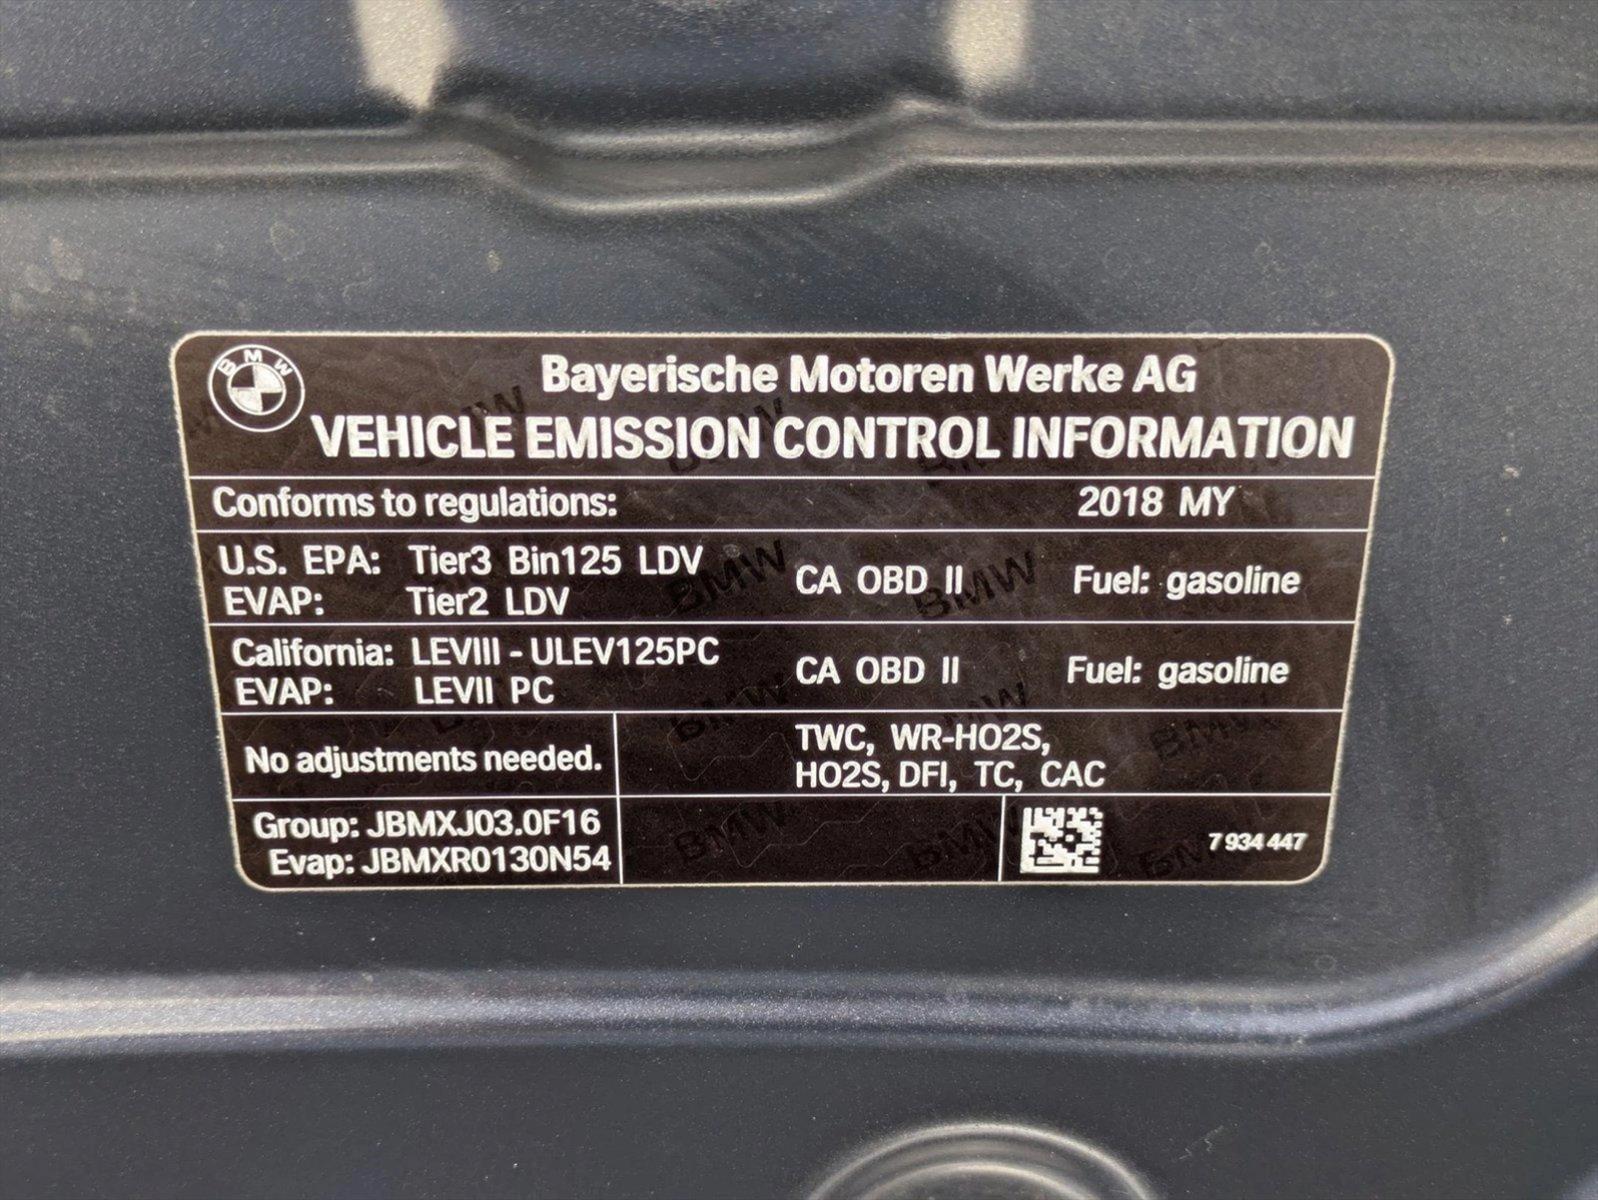 BMW
Bayerische Motoren Werke AG
VEHICLE EMISSION CONTROL INFORMATION
Conforms to regulations: 2018 MY
U.S. EPA: Tier3 Bin125 LDV
EVAP: Tier2 LDV
CA OBD II Fuel: gasoline
California: LEVIII - ULEV125PC
EVAP: LEVII PC
CA OBD II Fuel: gasoline
No adjustments needed.
TWC, WR-HO2S,
HO2S, DFI, TC, CAC
Group: JBMXJ03.0F16
Evap: JBMXR0130N54
7 934 447